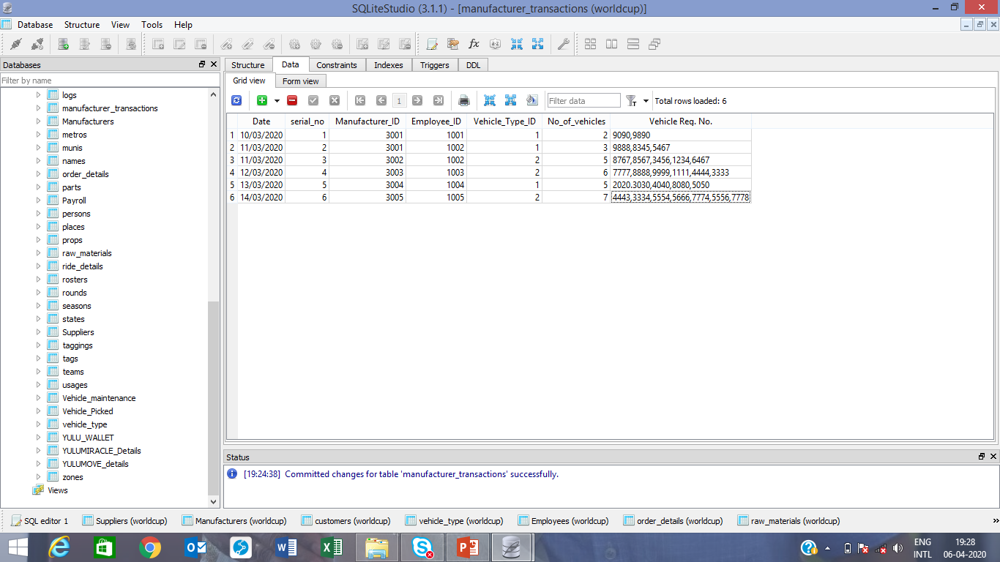 SQLiteStudio (3.1.1) - [manufacturer_transactions (worldcup)]
Database Structure View Tools Help
Databases
Filter by name
logs
manufacturer_transactions
Manufacturers
metros
munis
names
order_details
parts
Payroll
persons
places
props
raw_materials
ride_details
rosters
rounds
seasons
states
Suppliers
taggings
tags
teams
usages
Vehicle_maintenance
Vehicle_Picked
vehicle_type
YULU_WALLET
YULUMIRACLE_Details
YULUMOVE_details
zones
Views
Structure Data Constraints Indexes Triggers DDL
Grid view Form view
1 Filter data Total rows loaded: 6
Date serial_no Manufacturer_ID Employee_ID Vehicle_Type_ID No_of_vehicles Vehicle Req. No.
1 10/03/2020 1 3001 1001 1 2 9090,9890
2 11/03/2020 2 3001 1002 1 3 9888,8345,5467
3 11/03/2020 3 3002 1002 2 5 8767,8567,3456,1234,6467
4 12/03/2020 4 3003 1003 2 6 7777,8888,9999,1111,4444,3333
5 13/03/2020 5 3004 1004 1 5 2020.3030,4040,8080,5050
6 14/03/2020 6 3005 1005 2 7 4443,3334,5554,5666,7774,5556,7778
Status
[19:24:38] Committed changes for table 'manufacturer_transactions' successfully.
SQL editor 1 Suppliers (worldcup) Manufacturers (worldcup) customers (worldcup) vehicle_type (worldcup) Employees (worldcup) order_details (worldcup) raw_materials (worldcup)
ENG 19:28
INTL 06-04-2020